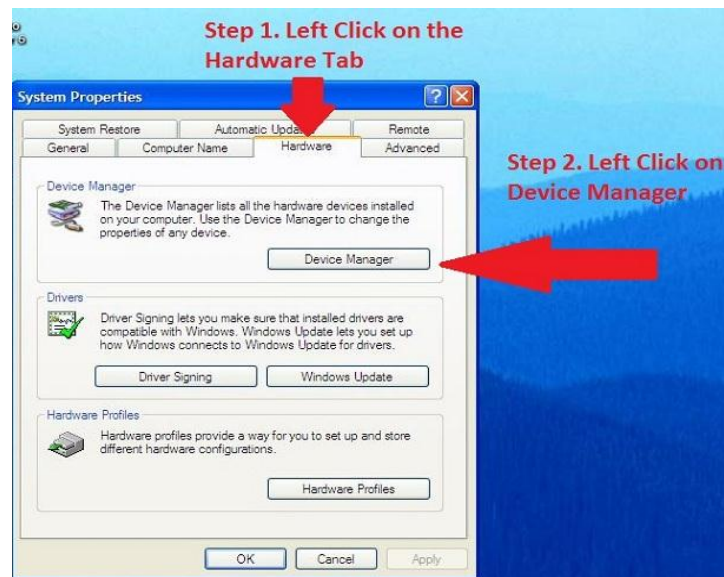 Step 1. Left Click on the
Hardware Tab
System Properties
System Restore
Automatic
Remote
General
Computer Name
Hardware
Advanced
Step 2. Left Click on
Device Manager
Device Manager
The Device Manager lists all the hardware devices installed
on your computer. Use the Device Manager to change the
properties of any device.
Device Manager
Drivers
Driver Signing lets you make sure that installed drivers are
compatible with Windows. Windows Update lets you set up
how Windows connects to Windows Update for drivers.
Driver Signing
Windows Update
Hardware Profiles
Hardware profiles provide a way for you to set up and store
different hardware configurations.
Hardware Profiles
OK
Cancel
Apply